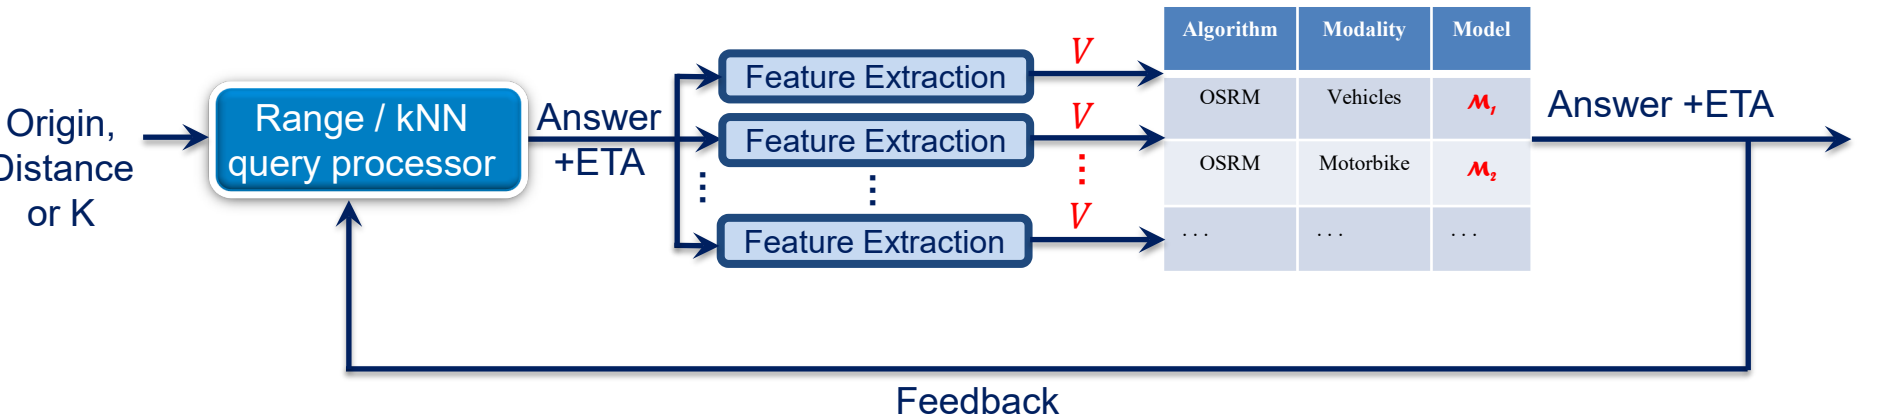 Origin,
Distance
or K
Range / kNN
query processor
Answer
+ETA
⋮
Feature Extraction
Feature Extraction
⋮
Feature Extraction
V
V
⋮
V
Algorithm Modality Model
OSRM Vehicles M₁
OSRM Motorbike M₂
. . . . . . . . .
Answer +ETA
Feedback